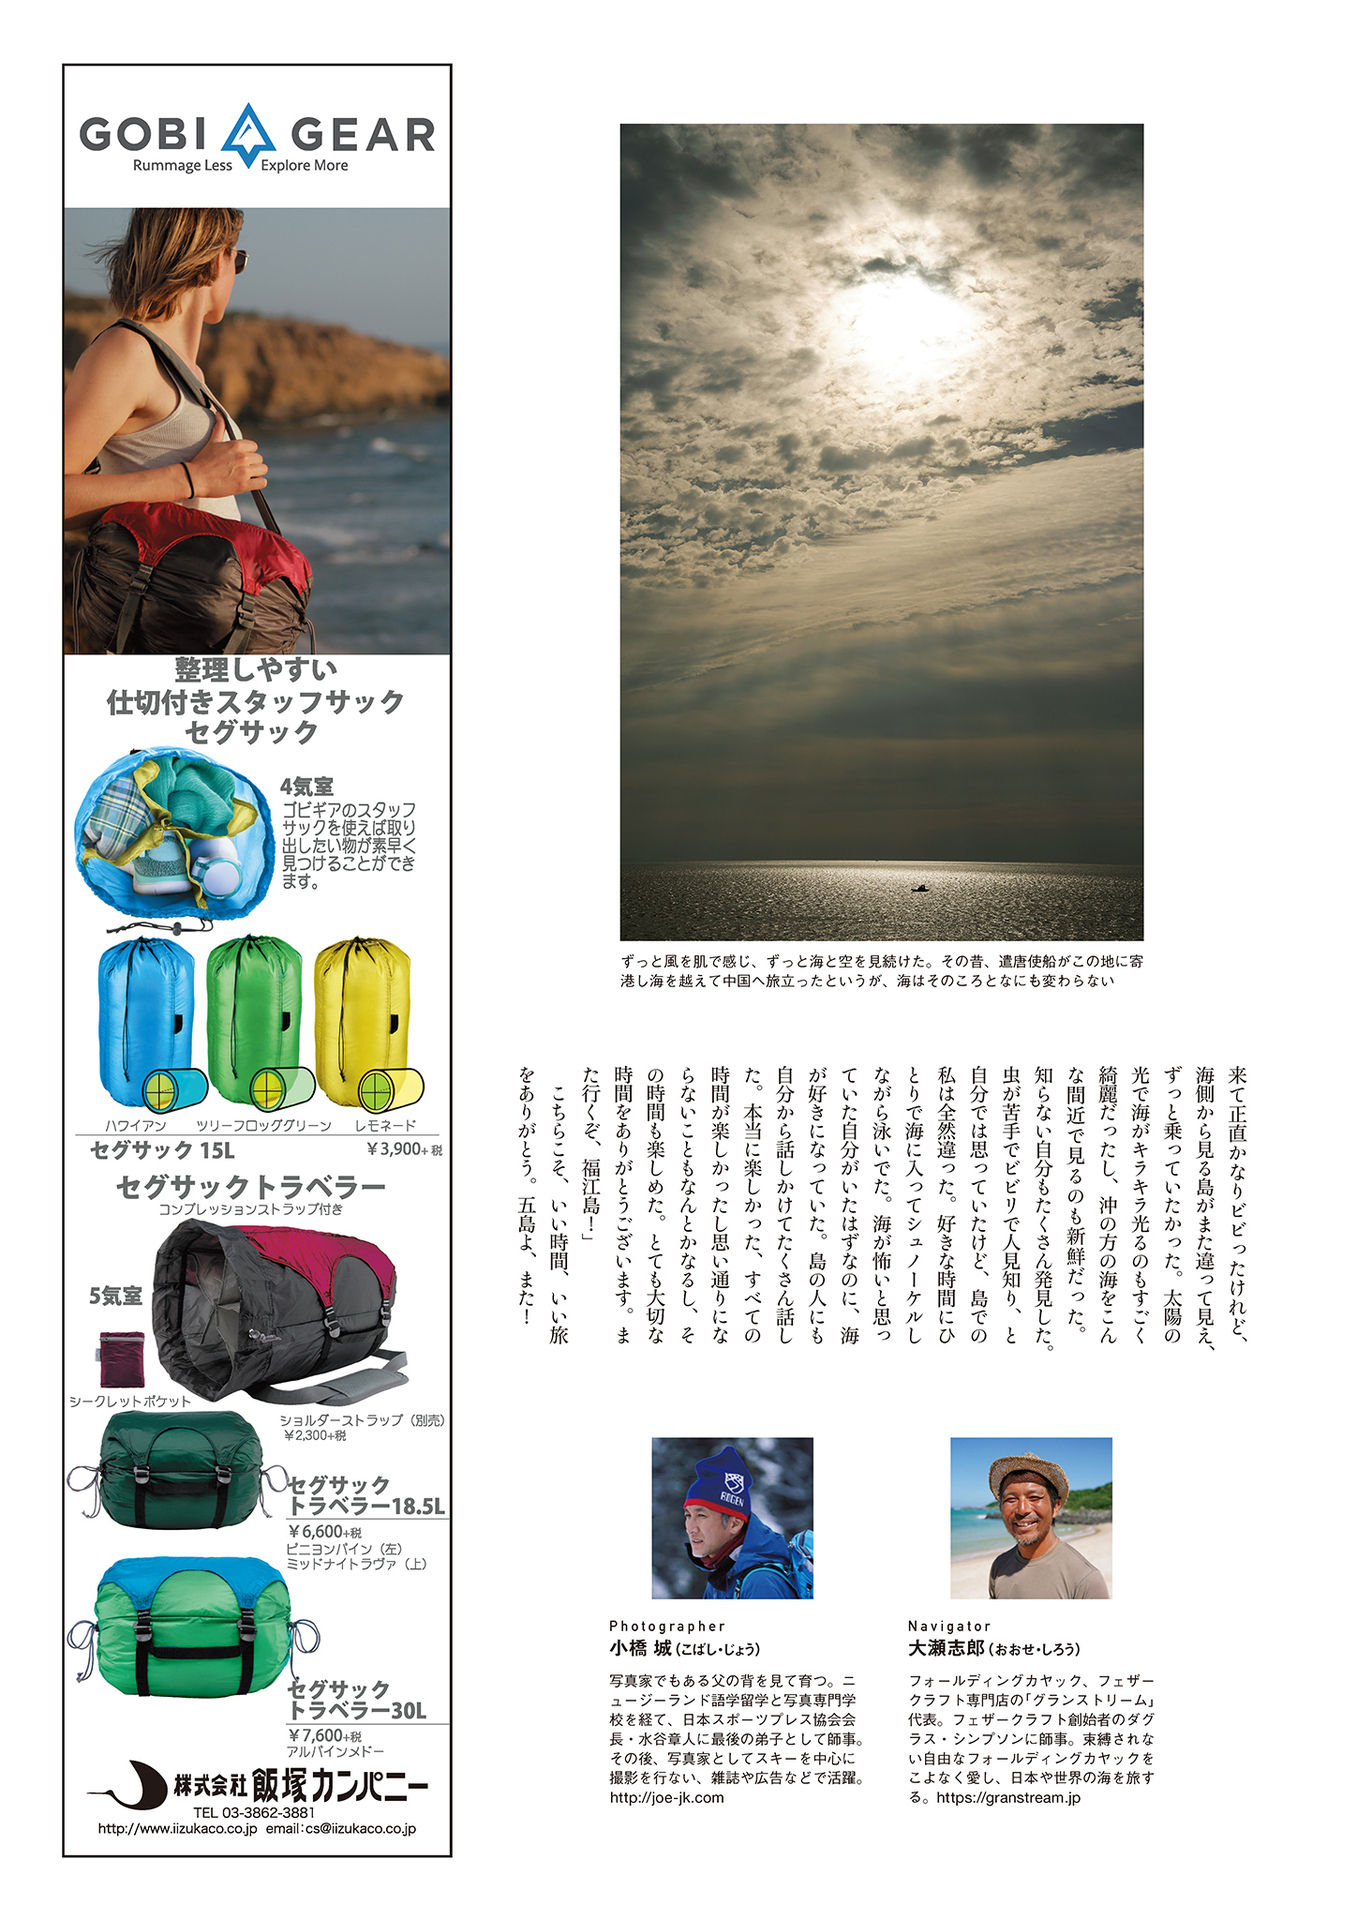 GOBI GEAR
Rummage Less Explore More
整理しやすい
仕切付きスタッフサック
セグサック
4気室
ゴビギアのスタッフ
サックを使えば取り
出したい物が素早く
見つけることができ
ます。
ハワイアン ツリーフロッググリーン レモネード
セグサック 15L ￥3,900+税
セグサックトラベラー
コンプレッションストラップ付き
5気室
シークレットポケット
ショルダーストラップ（別売）
￥2,300+税
セグサック
トラベラー18.5L
￥6,600+税
ピニヨンパイン（左）
ミッドナイトラヴァ（上）
セグサック
トラベラー30L
￥7,600+税
アルパインメドー
株式会社 飯塚カンパニー
TEL 03-3862-3881
http://www.iizukaco.co.jp email:cs@iizukaco.co.jp
ずっと風を肌で感じ、ずっと海と空を見続けた。その昔、遣唐使船がこの地に寄
港し海を越えて中国へ旅立ったというが、海はそのころとなにも変わらない
来て正直かなりビビったけれど、
海側から見る島がまた違って見え、
ずっと乗っていたかった。太陽の
光で海がキラキラ光るのもすごく
綺麗だったし、沖の方の海をこん
な間近で見るのも新鮮だった。
知らない自分もたくさん発見した。
虫が苦手でビビリで人見知り、と
自分では思っていたけど、島での
私は全然違った。好きな時間にひ
とりで海に入ってシュノーケルし
ながら泳いでた。海が怖いと思っ
ていた自分がいたはずなのに、海
が好きになっていた。島の人にも
自分から話しかけてたくさん話し
た。本当に楽しかった、すべての
時間が楽しかったし思い通りにな
らないこともなんとかなるし、そ
の時間も楽しめた。とても大切な
時間をありがとうございます。ま
た行くぞ、福江島！」
こちらこそ、いい時間、いい旅
をありがとう。五島よ、また！
Photographer
小橋 城（こばし・じょう）
写真家でもある父の背を見て育つ。ニ
ュージーランド語学留学と写真専門学
校を経て、日本スポーツプレス協会会
長・水谷章人に最後の弟子として師事。
その後、写真家としてスキーを中心に
撮影を行ない、雑誌や広告などで活躍。
http://joe-jk.com
Navigator
大瀬志郎（おおせ・しろう）
フォールディングカヤック、フェザー
クラフト専門店の「グランストリーム」
代表。フェザークラフト創始者のダグ
ラス・シンプソンに師事。束縛されな
い自由なフォールディングカヤックを
こよなく愛し、日本や世界の海を旅す
る。https://granstream.jp